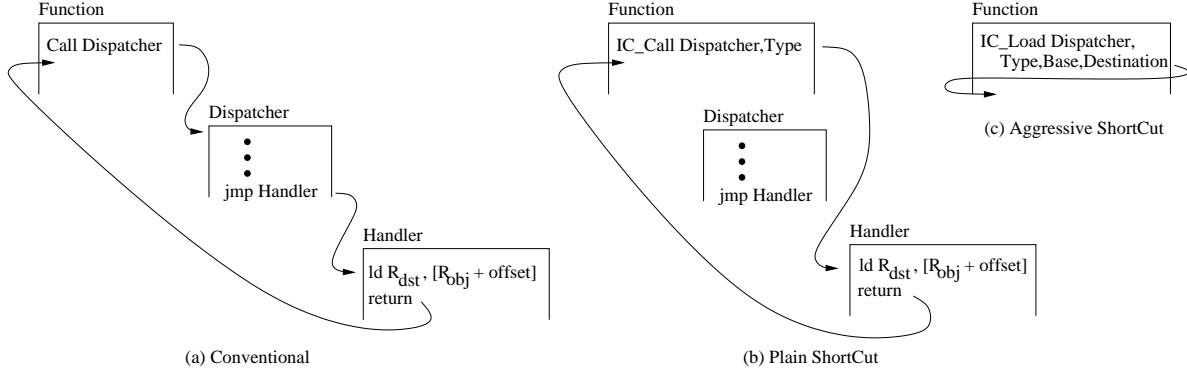 Function
Call Dispatcher
Dispatcher
jmp Handler
Handler
ld R_dst, [R_obj + offset]
return
(a) Conventional
Function
IC_Call Dispatcher,Type
Dispatcher
jmp Handler
Handler
ld R_dst, [R_obj + offset]
return
(b) Plain ShortCut
Function
IC_Load Dispatcher,
Type,Base,Destination
(c) Aggressive ShortCut